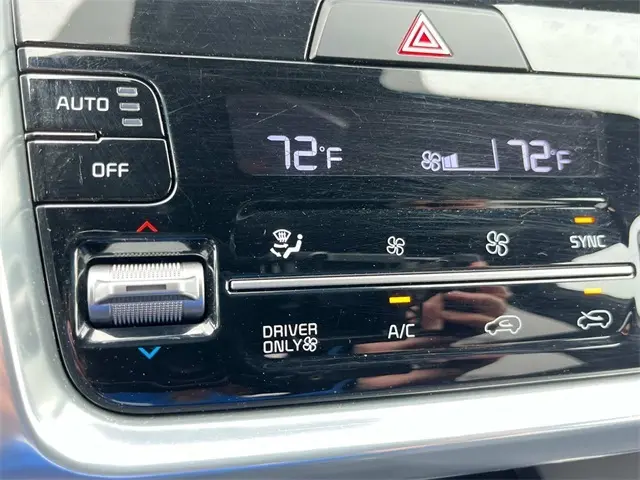 AUTO
OFF
72°F 72°F
SYNC
DRIVER
ONLY
A/C